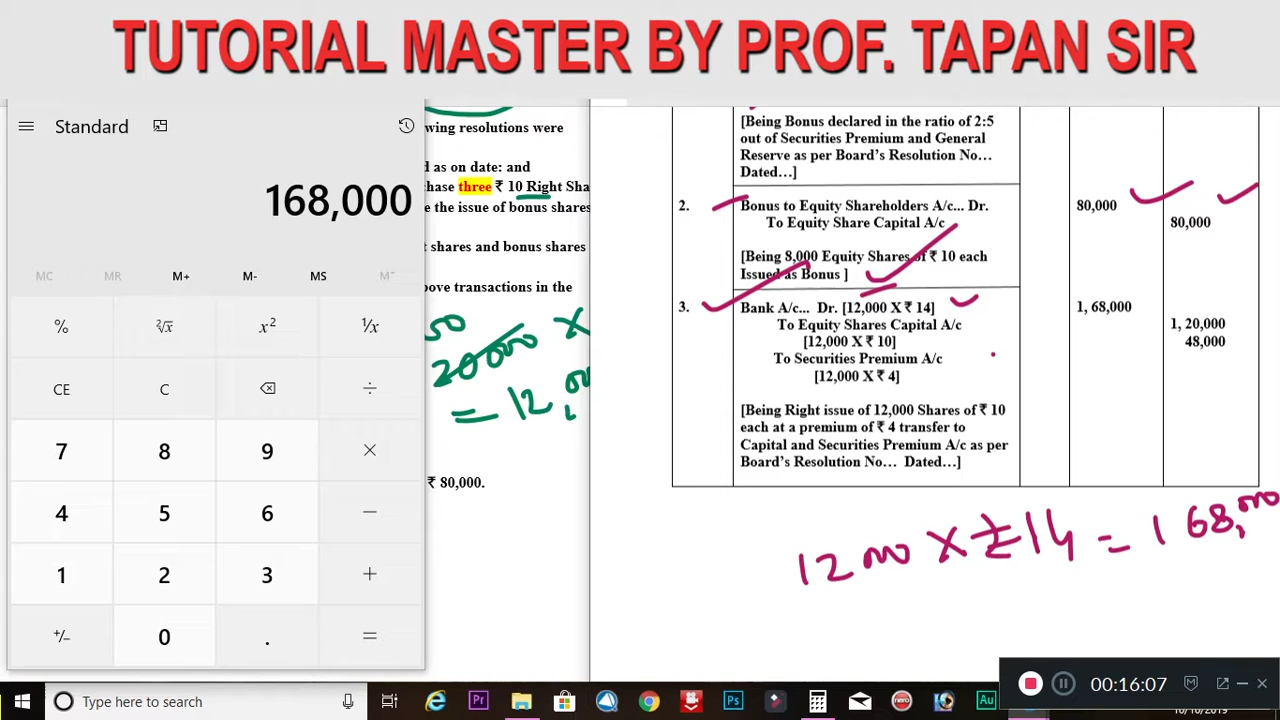 TUTORIAL MASTER BY PROF. TAPAN SIR
Standard
168,000
MC MR M+ M- MS
% ²√x x² ¹/x
CE C ⌫ ÷
7 8 9 ×
4 5 6 −
1 2 3 +
+/− 0 . =
wing resolutions were
d as on date: and
hase three ₹ 10 Right Sha
e the issue of bonus shares
t shares and bonus shares
ove transactions in the
20000 X
= 12,00
₹ 80,000.
[Being Bonus declared in the ratio of 2:5
out of Securities Premium and General
Reserve as per Board's Resolution No…
Dated…]
2. Bonus to Equity Shareholders A/c... Dr. 80,000
To Equity Share Capital A/c 80,000
[Being 8,000 Equity Shares of ₹ 10 each
Issued as Bonus ]
3. Bank A/c... Dr. [12,000 X ₹ 14] 1, 68,000
To Equity Shares Capital A/c 1, 20,000
[12,000 X ₹ 10] 48,000
To Securities Premium A/c
[12,000 X ₹ 4]
[Being Right issue of 12,000 Shares of ₹ 10
each at a premium of ₹ 4 transfer to
Capital and Securities Premium A/c as per
Board's Resolution No… Dated…]
12000 X ₹ 14 = 168,000
Type here to search
00:16:07